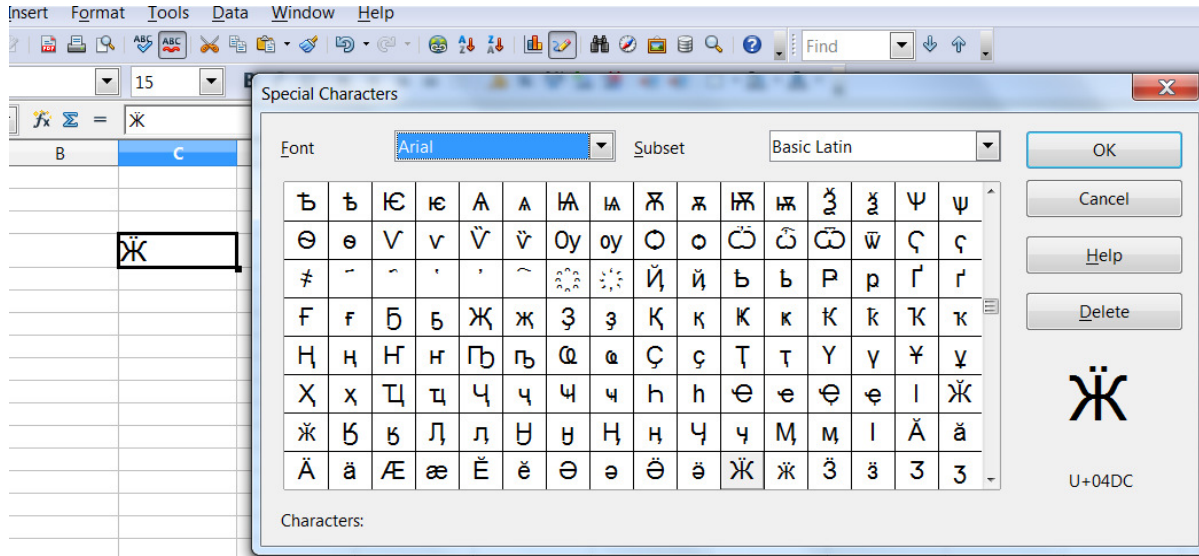 Insert Format Tools Data Window Help
Find
15
Special Characters
Ӝ
B C
Font Arial Subset Basic Latin
OK
Cancel
Help
Delete
Ӝ
Ѣ ѣ Ѥ ѥ Ѧ ѧ Ѩ ѩ Ѫ ѫ Ѭ ѭ Ѯ ѯ Ѱ ѱ
Ѳ ѳ Ѵ ѵ Ѷ ѷ Ѹ ѹ Ѻ ѻ Ѽ ѽ Ѿ ѿ Ҁ ҁ
҂ ҃ ҄ ҅ ҆ ҇ ҈ ҉ Ҋ ҋ Ҍ ҍ Ҏ ҏ Ґ ґ
Ғ ғ Ҕ ҕ Җ җ Ҙ ҙ Қ қ Ҝ ҝ Ҟ ҟ Ҡ ҡ
Ң ң Ҥ ҥ Ҧ ҧ Ҩ ҩ Ҫ ҫ Ҭ ҭ Ү ү Ұ ұ
Ҳ ҳ Ҵ ҵ Ҷ ҷ Ҹ ҹ Һ һ Ҽ ҽ Ҿ ҿ Ӏ Ӂ
ӂ Ӄ ӄ Ӆ ӆ Ӈ ӈ Ӊ ӊ Ӌ ӌ Ӎ ӎ ӏ Ӑ ӑ
Ӓ ӓ Ӕ ӕ Ӗ ӗ Ә ә Ӛ ӛ Ӝ ӝ Ӟ ӟ Ӡ ӡ
Ӝ
U+04DC
Characters: